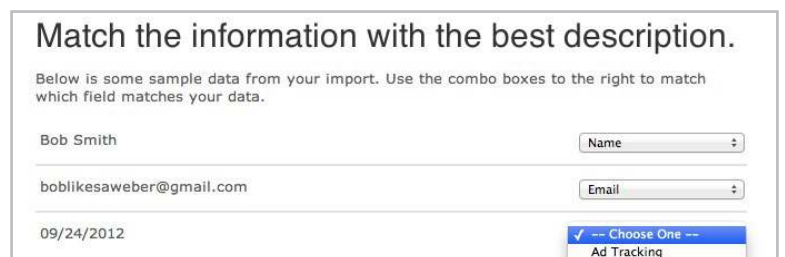 Match the information with the best description.
Below is some sample data from your import. Use the combo boxes to the right to match
which field matches your data.
Bob Smith
Name
boblikesaweber@gmail.com
Email
09/24/2012
✓ -- Choose One --
Ad Tracking